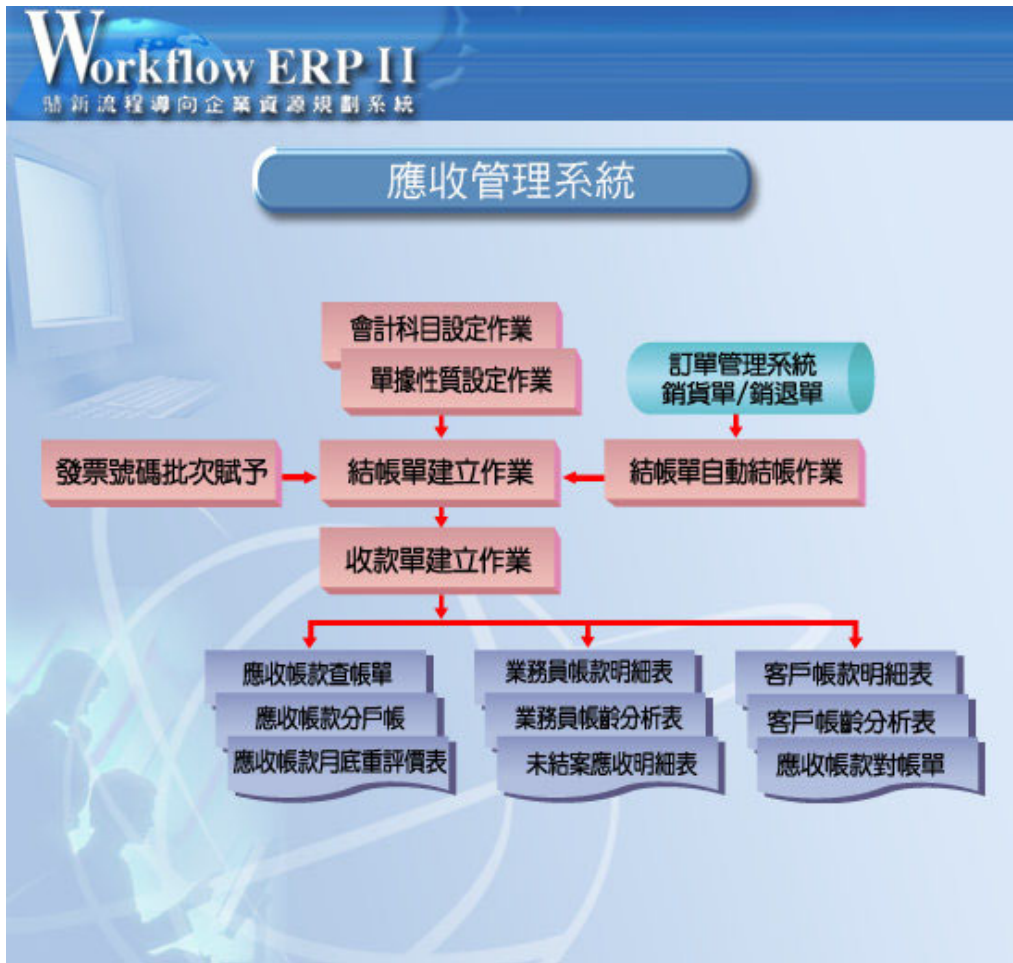 Workflow ERP II
鼎新流程導向企業資源規劃系統
應收管理系統
會計科目設定作業
單據性質設定作業
訂單管理系統
銷貨單/銷退單
發票號碼批次賦予
結帳單建立作業
結帳單自動結帳作業
收款單建立作業
應收帳款查帳單
應收帳款分戶帳
應收帳款月底重評價表
業務員帳款明細表
業務員帳齡分析表
未結案應收明細表
客戶帳款明細表
客戶帳齡分析表
應收帳款對帳單